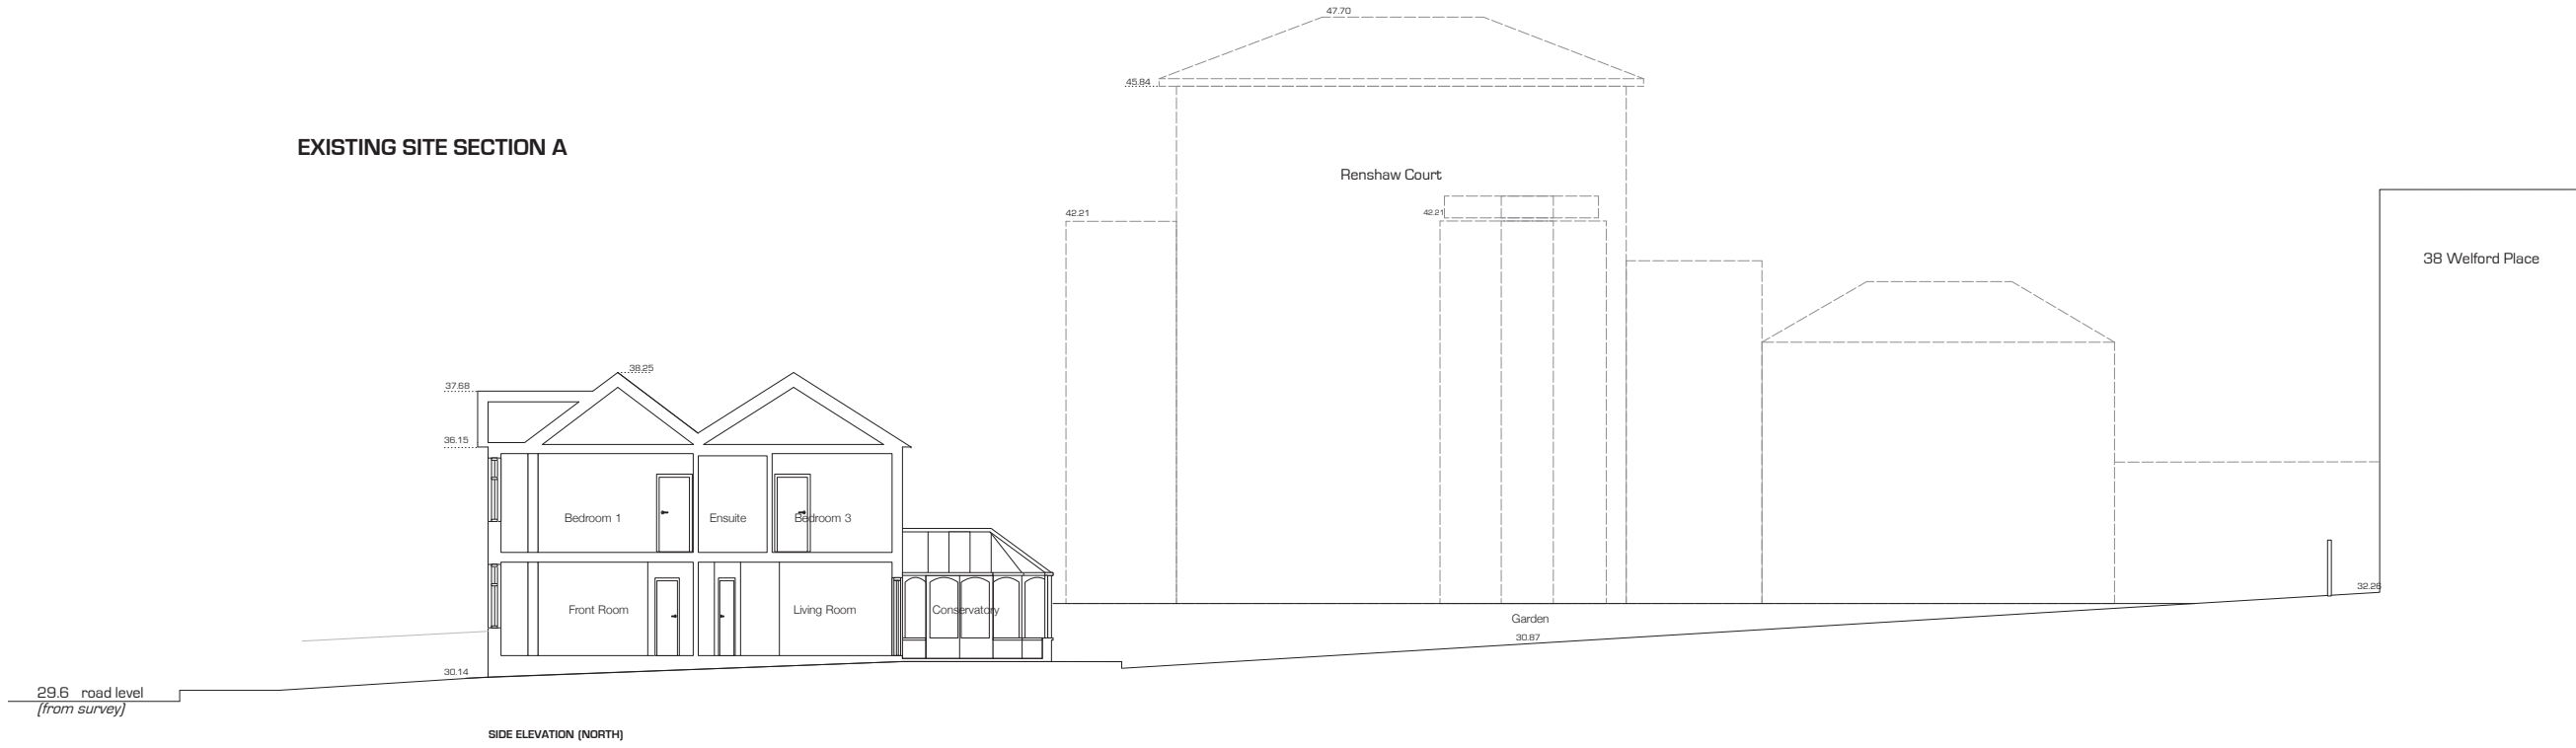 47.70
45.84
EXISTING SITE SECTION A
Renshaw Court
42.21
42.21
38 Welford Place
38.25
37.68
36.15
Bedroom 1
Ensuite
Bedroom 3
32.26
Front Room
Living Room
Conservatory
Garden
30.87
30.14
29.6 road level
(from survey)
SIDE ELEVATION (NORTH)